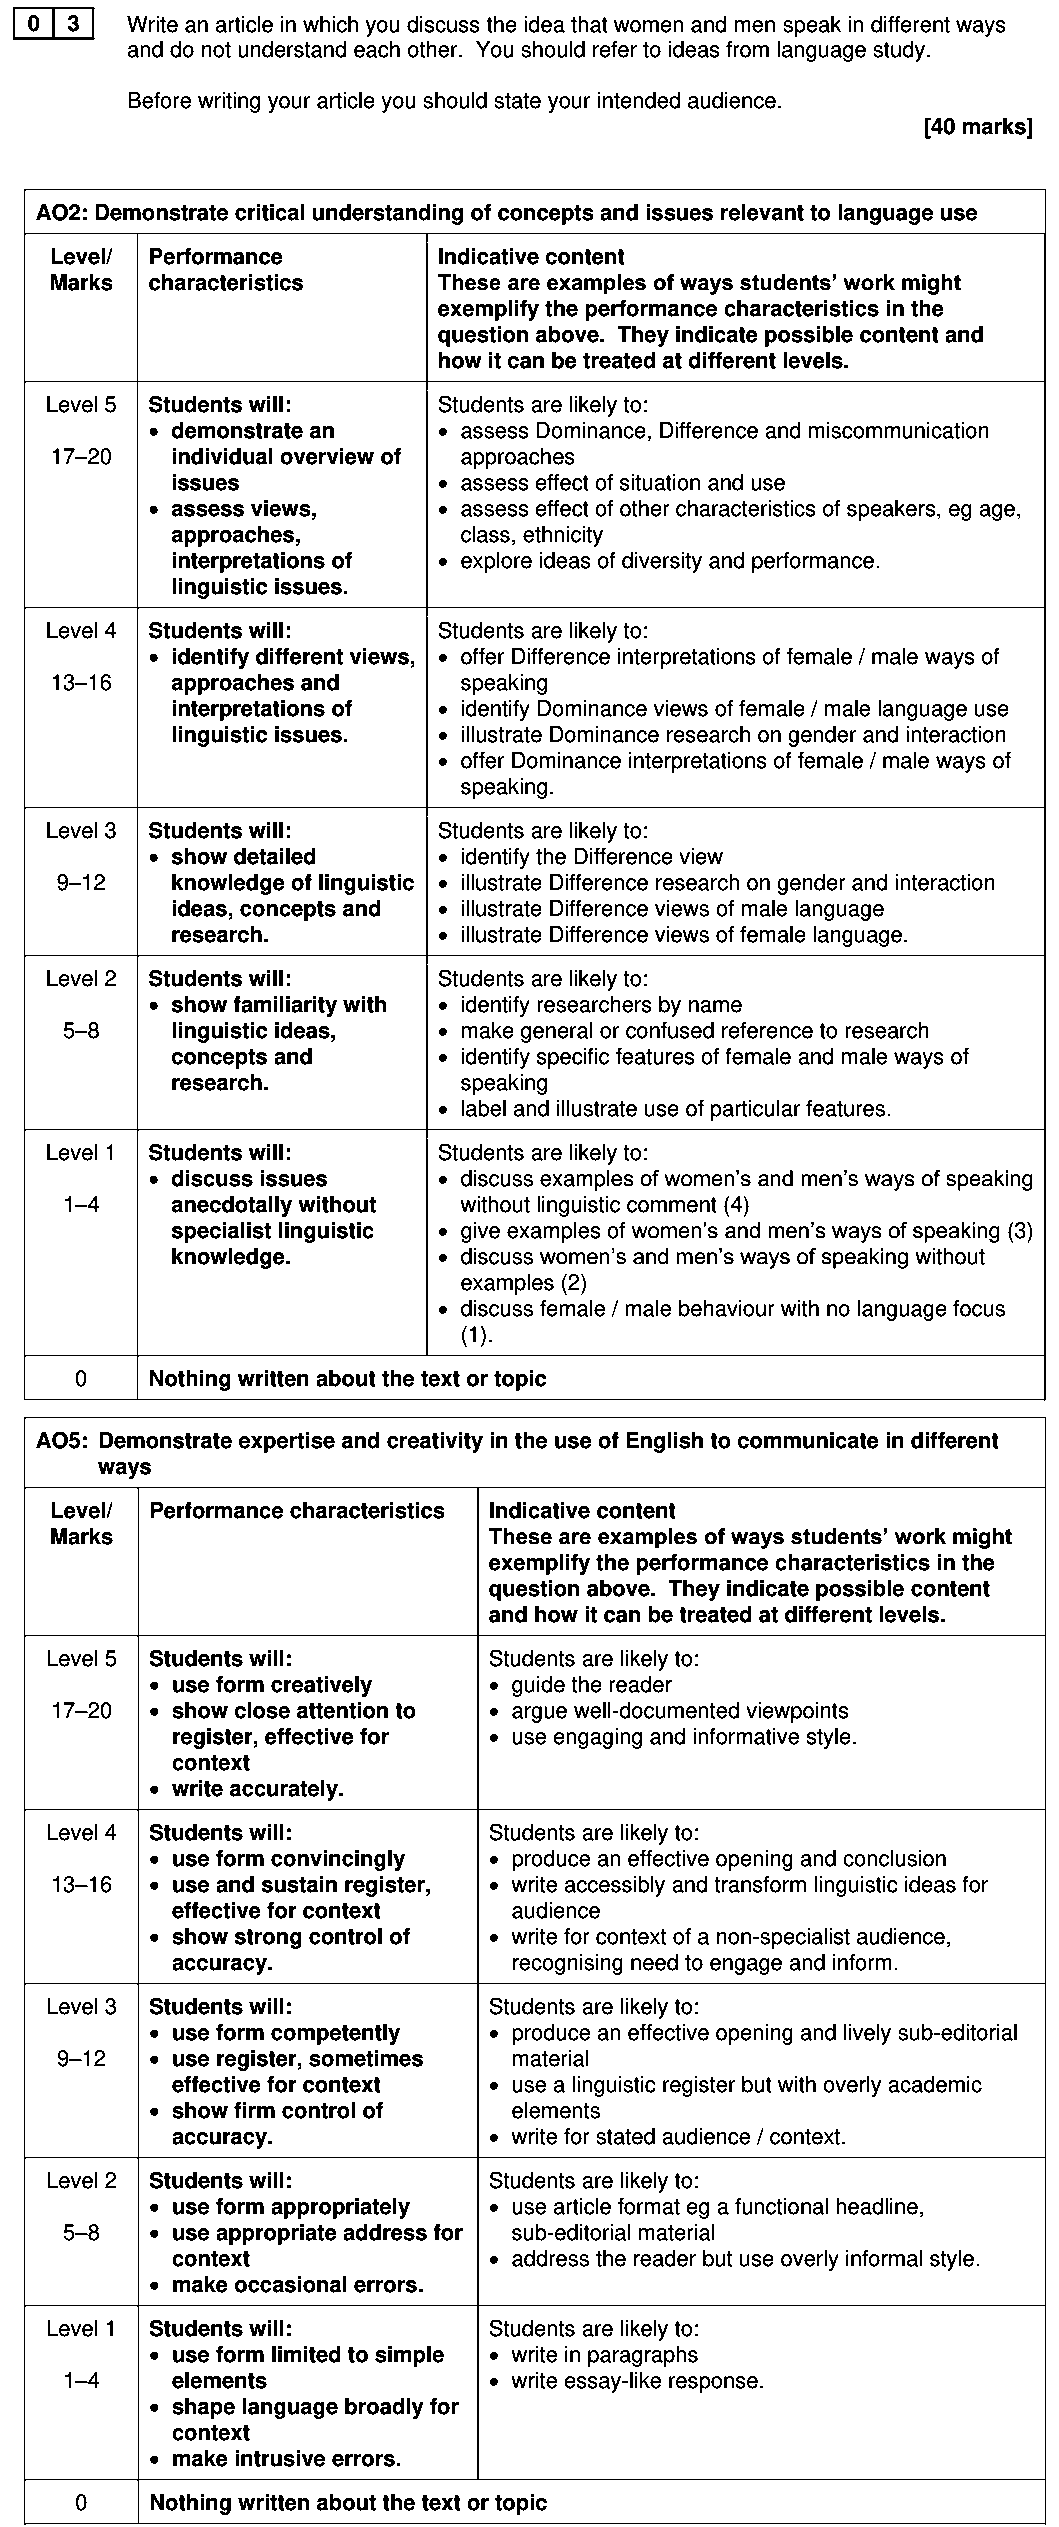 0 3 Write an article in which you discuss the idea that women and men speak in different ways
and do not understand each other. You should refer to ideas from language study.
Before writing your article you should state your intended audience.
[40 marks]
AO2: Demonstrate critical understanding of concepts and issues relevant to language use
Level/
Marks
Performance
characteristics
Indicative content
These are examples of ways students' work might
exemplify the performance characteristics in the
question above. They indicate possible content and
how it can be treated at different levels.
Level 5
17–20
Students will:
• demonstrate an
individual overview of
issues
• assess views,
approaches,
interpretations of
linguistic issues.
Students are likely to:
• assess Dominance, Difference and miscommunication
approaches
• assess effect of situation and use
• assess effect of other characteristics of speakers, eg age,
class, ethnicity
• explore ideas of diversity and performance.
Level 4
13–16
Students will:
• identify different views,
approaches and
interpretations of
linguistic issues.
Students are likely to:
• offer Difference interpretations of female / male ways of
speaking
• identify Dominance views of female / male language use
• illustrate Dominance research on gender and interaction
• offer Dominance interpretations of female / male ways of
speaking.
Level 3
9–12
Students will:
• show detailed
knowledge of linguistic
ideas, concepts and
research.
Students are likely to:
• identify the Difference view
• illustrate Difference research on gender and interaction
• illustrate Difference views of male language
• illustrate Difference views of female language.
Level 2
5–8
Students will:
• show familiarity with
linguistic ideas,
concepts and
research.
Students are likely to:
• identify researchers by name
• make general or confused reference to research
• identify specific features of female and male ways of
speaking
• label and illustrate use of particular features.
Level 1
1–4
Students will:
• discuss issues
anecdotally without
specialist linguistic
knowledge.
Students are likely to:
• discuss examples of women's and men's ways of speaking
without linguistic comment (4)
• give examples of women's and men's ways of speaking (3)
• discuss women's and men's ways of speaking without
examples (2)
• discuss female / male behaviour with no language focus
(1).
0
Nothing written about the text or topic
AO5: Demonstrate expertise and creativity in the use of English to communicate in different
ways
Level/
Marks
Performance characteristics
Indicative content
These are examples of ways students' work might
exemplify the performance characteristics in the
question above. They indicate possible content
and how it can be treated at different levels.
Level 5
17–20
Students will:
• use form creatively
• show close attention to
register, effective for
context
• write accurately.
Students are likely to:
• guide the reader
• argue well-documented viewpoints
• use engaging and informative style.
Level 4
13–16
Students will:
• use form convincingly
• use and sustain register,
effective for context
• show strong control of
accuracy.
Students are likely to:
• produce an effective opening and conclusion
• write accessibly and transform linguistic ideas for
audience
• write for context of a non-specialist audience,
recognising need to engage and inform.
Level 3
9–12
Students will:
• use form competently
• use register, sometimes
effective for context
• show firm control of
accuracy.
Students are likely to:
• produce an effective opening and lively sub-editorial
material
• use a linguistic register but with overly academic
elements
• write for stated audience / context.
Level 2
5–8
Students will:
• use form appropriately
• use appropriate address for
context
• make occasional errors.
Students are likely to:
• use article format eg a functional headline,
sub-editorial material
• address the reader but use overly informal style.
Level 1
1–4
Students will:
• use form limited to simple
elements
• shape language broadly for
context
• make intrusive errors.
Students are likely to:
• write in paragraphs
• write essay-like response.
0
Nothing written about the text or topic